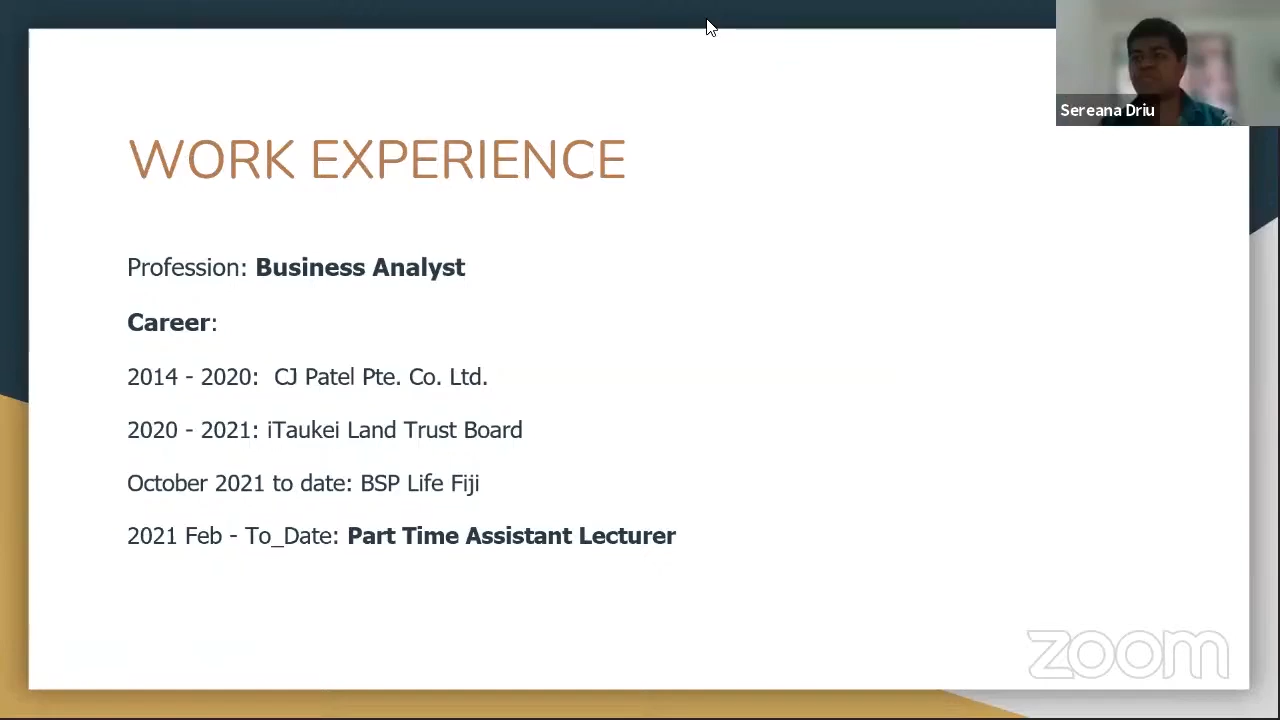 Sereana Driu
WORK EXPERIENCE
Profession: Business Analyst
Career:
2014 - 2020:  CJ Patel Pte. Co. Ltd.
2020 - 2021: iTaukei Land Trust Board
October 2021 to date: BSP Life Fiji
2021 Feb - To_Date: Part Time Assistant Lecturer
zoom